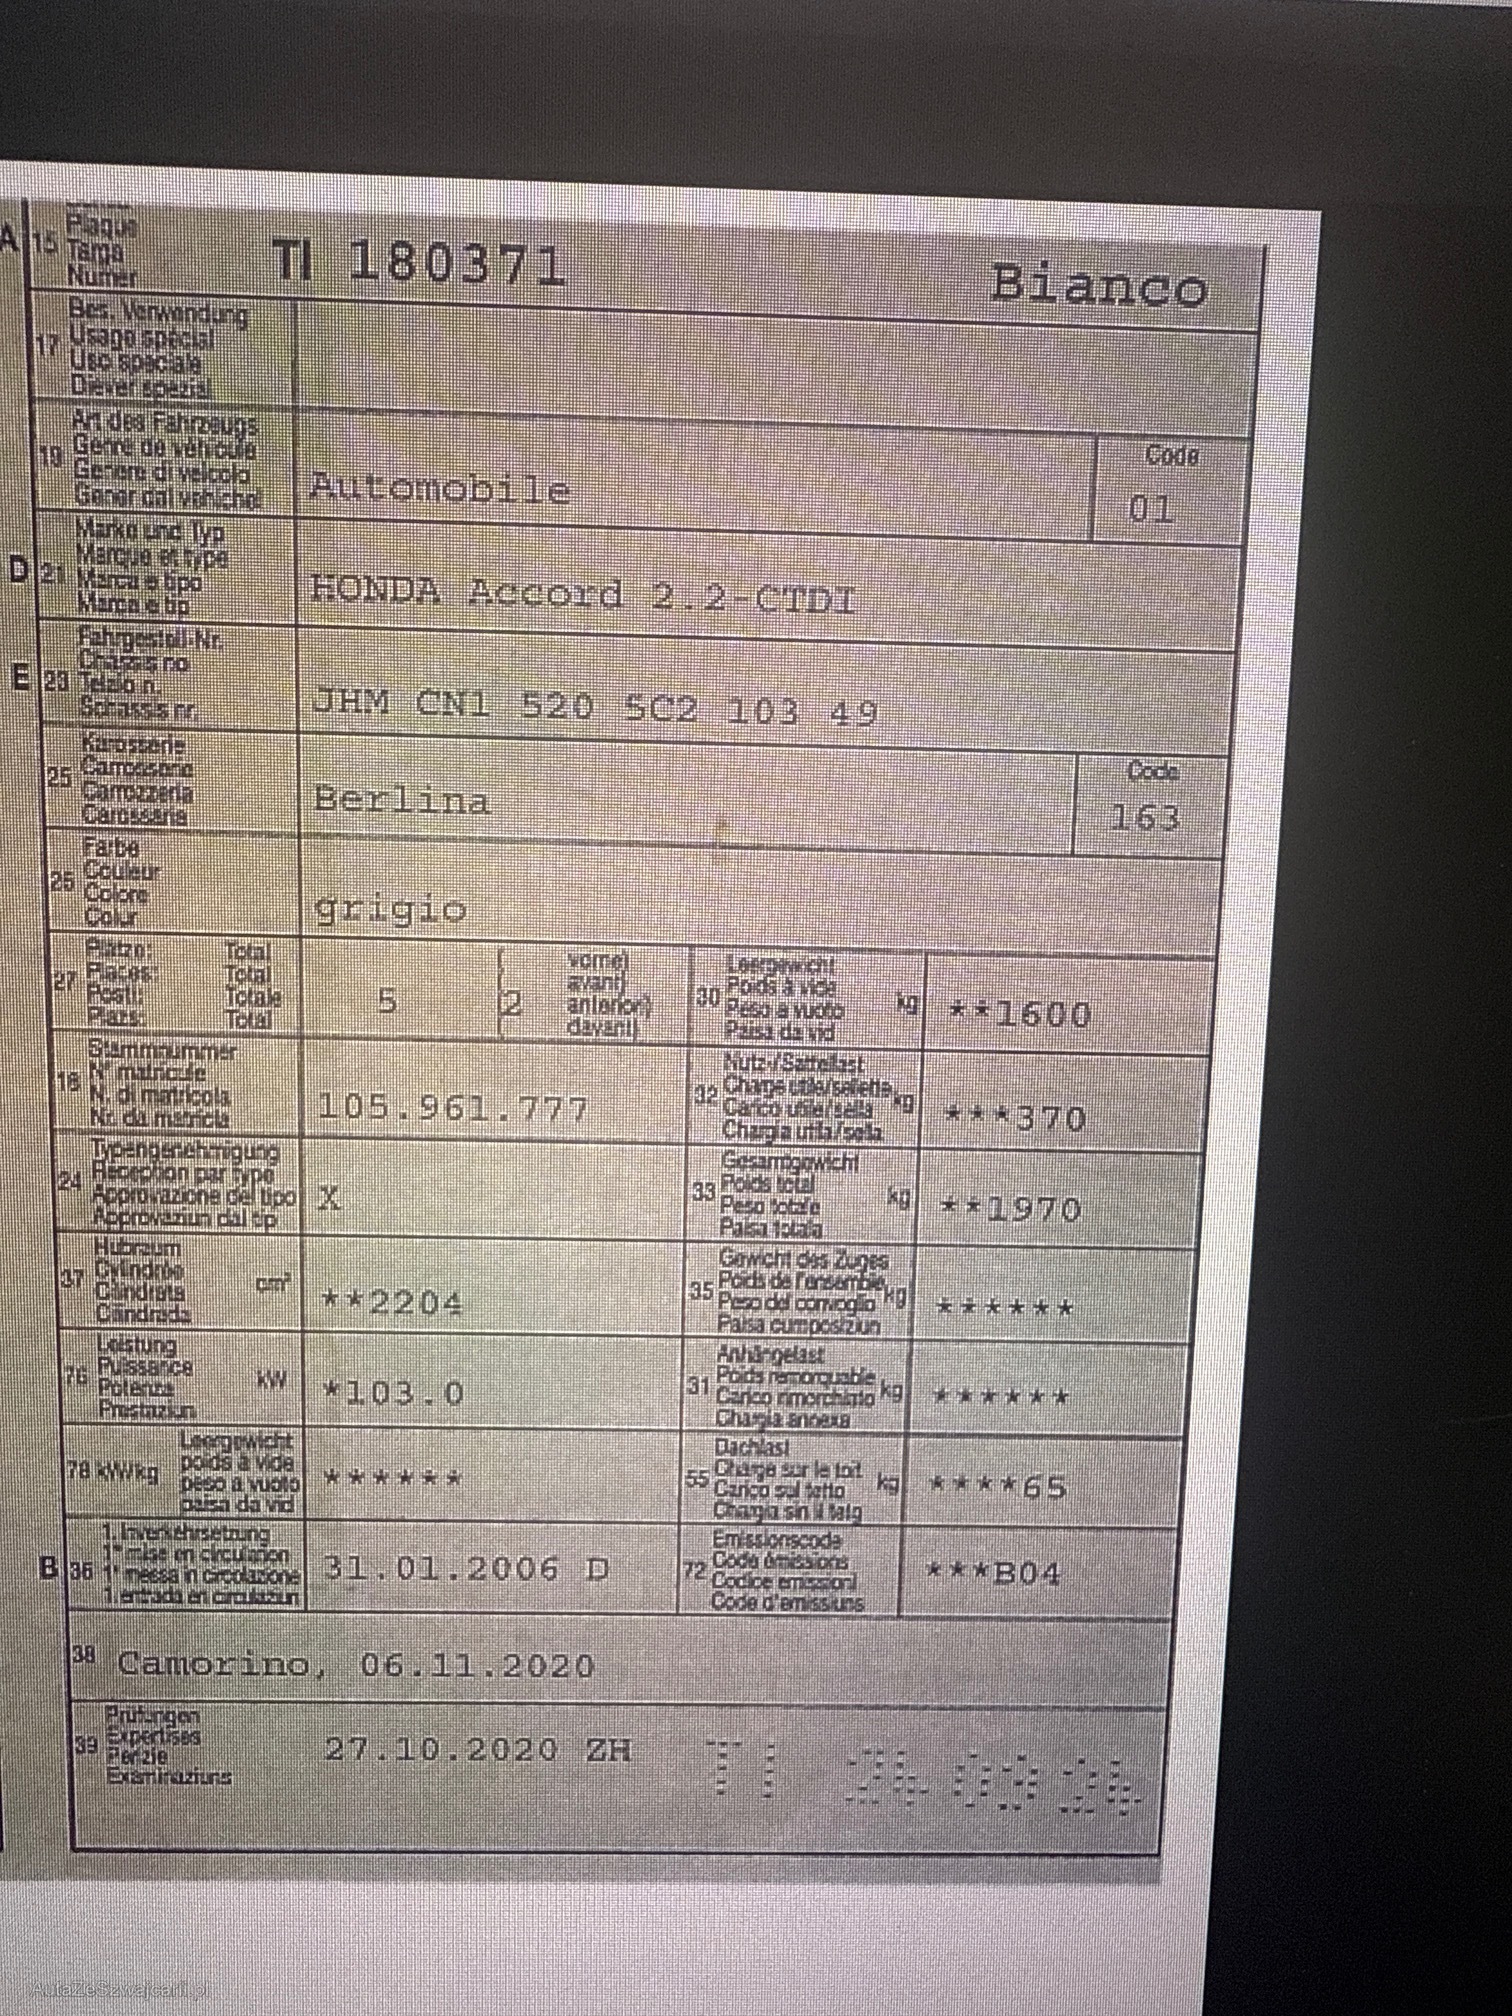 A 15 Plaque
Targa
Numer
TI 180371 Bianco
17 Bes. Verwendung
Usage spécial
Uso speciale
Diever spezial
19 Art des Fahrzeugs
Genre de véhicule
Genere di veicolo
Gener dal vehichel
Automobile
Code
01
D 21 Marke und Typ
Marque et type
Marca e tipo
Marca e tip
HONDA Accord 2.2-CTDI
E 23 Fahrgestell-Nr.
Châssis no
Telaio n.
Schassis nr.
JHM CN1 520 5C2 103 49
25 Karosserie
Carrosserie
Carrozzeria
Carossaria
Berlina
Code
163
26 Farbe
Couleur
Colore
Colur
grigio
27 Plätze: Total
Places: Total
Posti: Totale
Plazs: Total
5 2
vorne)
avant)
anteriori)
davant)
30 Leergewicht
Poids à vide
Peso a vuoto
Paisa da vid
kg
**1600
18 Stammnummer
N° matricule
N. di matricola
Nr. da matricla
105.961.777
32 Nutz-/Sattellast
Charge utile/sellette
Carico utile/sella
Chargia utila/sella
kg
***370
24 Typengenehmigung
Réception par type
Approvazione del tipo
Approvaziun dal tip
X
33 Gesamtgewicht
Poids total
Peso totale
Paisa totala
kg
**1970
37 Hubraum
Cylindrée
Cilindrata
Cilindrada
cm³
**2204
35 Gewicht des Zuges
Poids de l'ensemble
Peso del convoglio
Paisa cumposiziun
kg
******
76 Leistung
Puissance
Potenza
Prestaziun
kW
*103.0
31 Anhängelast
Poids remorquable
Carico rimorchiato
Chargia annexa
kg
******
78 kW/kg Leergewicht
poids à vide
peso a vuoto
paisa da vid
******
55 Dachlast
Charge sur le toit
Carico sul tetto
Chargia sin il tetg
kg
****65
B 36 1. Inverkehrsetzung
1re mise en circulation
1a messa in circolazione
1. entrada en circulaziun
31.01.2006 D
72 Emissionscode
Code émissions
Codice emissioni
Code d'emissiuns
***B04
38 Camorino, 06.11.2020
39 Prüfungen
Expertises
Perizie
Examinaziuns
27.10.2020 ZH TI 26 03 24
AutaZeSzwajcarii.pl